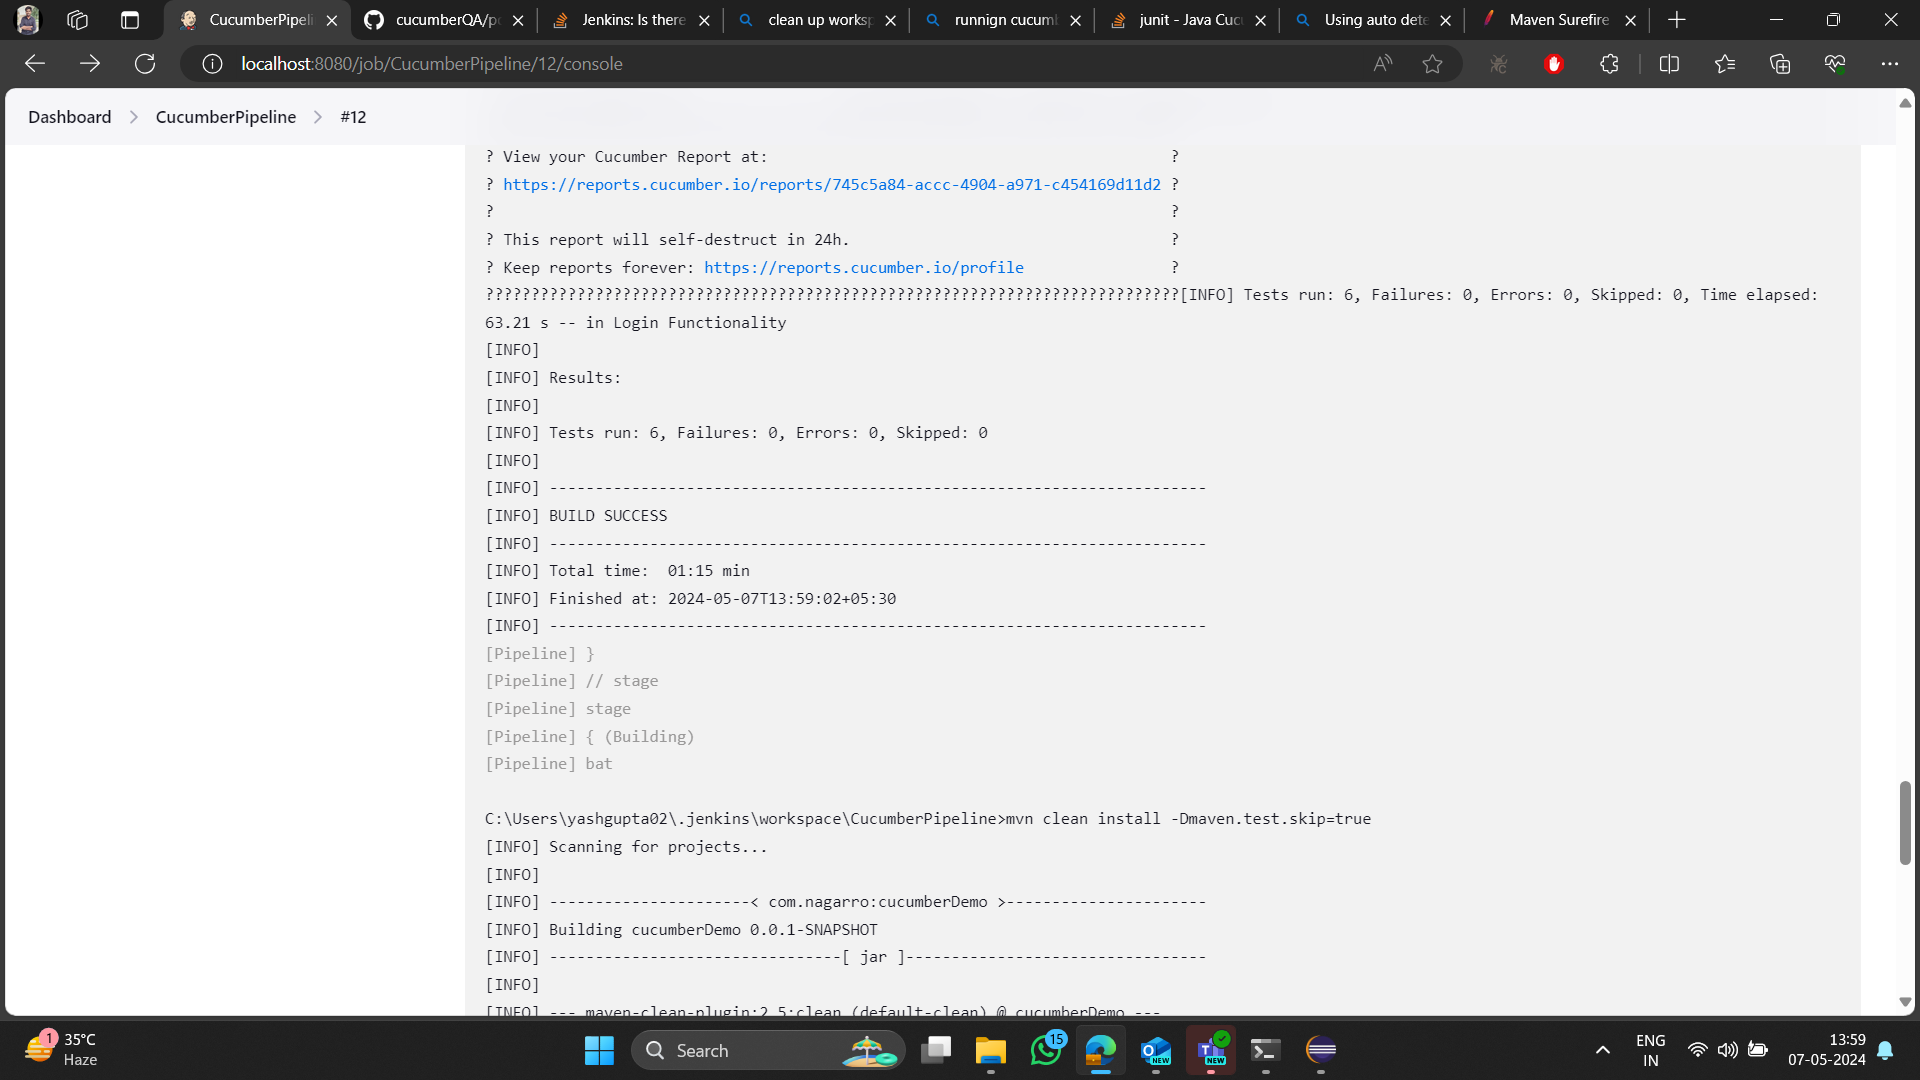 CucumberPipeli
cucumberQA/po
Jenkins: Is there
clean up worksp
runnign cucumb
junit - Java Cuc
Using auto dete
Maven Surefire
localhost:8080/job/CucumberPipeline/12/console
Dashboard > CucumberPipeline > #12
? View your Cucumber Report at: ?
? https://reports.cucumber.io/reports/745c5a84-accc-4904-a971-c454169d11d2 ?
? ?
? This report will self-destruct in 24h. ?
? Keep reports forever: https://reports.cucumber.io/profile ?
????????????????????????????????????????????????????????????????????????????[INFO] Tests run: 6, Failures: 0, Errors: 0, Skipped: 0, Time elapsed:
63.21 s -- in Login Functionality
[INFO]
[INFO] Results:
[INFO]
[INFO] Tests run: 6, Failures: 0, Errors: 0, Skipped: 0
[INFO]
[INFO] ------------------------------------------------------------------------
[INFO] BUILD SUCCESS
[INFO] ------------------------------------------------------------------------
[INFO] Total time:  01:15 min
[INFO] Finished at: 2024-05-07T13:59:02+05:30
[INFO] ------------------------------------------------------------------------
[Pipeline] }
[Pipeline] // stage
[Pipeline] stage
[Pipeline] { (Building)
[Pipeline] bat
C:\Users\yashgupta02\.jenkins\workspace\CucumberPipeline>mvn clean install -Dmaven.test.skip=true
[INFO] Scanning for projects...
[INFO]
[INFO] ----------------------< com.nagarro:cucumberDemo >----------------------
[INFO] Building cucumberDemo 0.0.1-SNAPSHOT
[INFO] --------------------------------[ jar ]---------------------------------
[INFO]
[INFO] --- maven-clean-plugin:2.5:clean (default-clean) @ cucumberDemo ---
1
35°C
Haze
Search
15
NEW
NEW
ENG
IN
13:59
07-05-2024